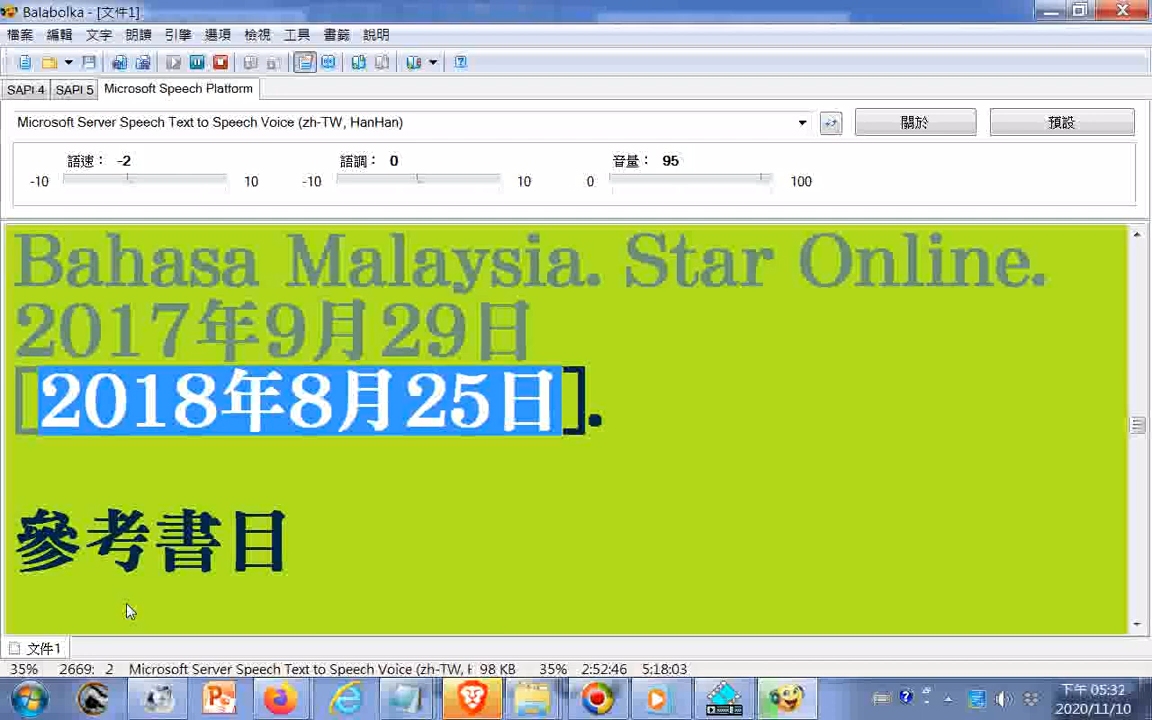 Balabolka - [文件1]
檔案 編輯 文字 朗讀 引擎 選項 檢視 工具 書籤 說明
SAPI 4 SAPI 5 Microsoft Speech Platform
Microsoft Server Speech Text to Speech Voice (zh-TW, HanHan) 關於 預設
語速： -2 語調： 0 音量： 95
-10 10 -10 10 0 100
Bahasa Malaysia. Star Online.
2017年9月29日
[2018年8月25日].
參考書目
文件1
35% 2669: 2 Microsoft Server Speech Text to Speech Voice (zh-TW, H 98 KB 35% 2:52:46 5:18:03
下午 05:32
2020/11/10